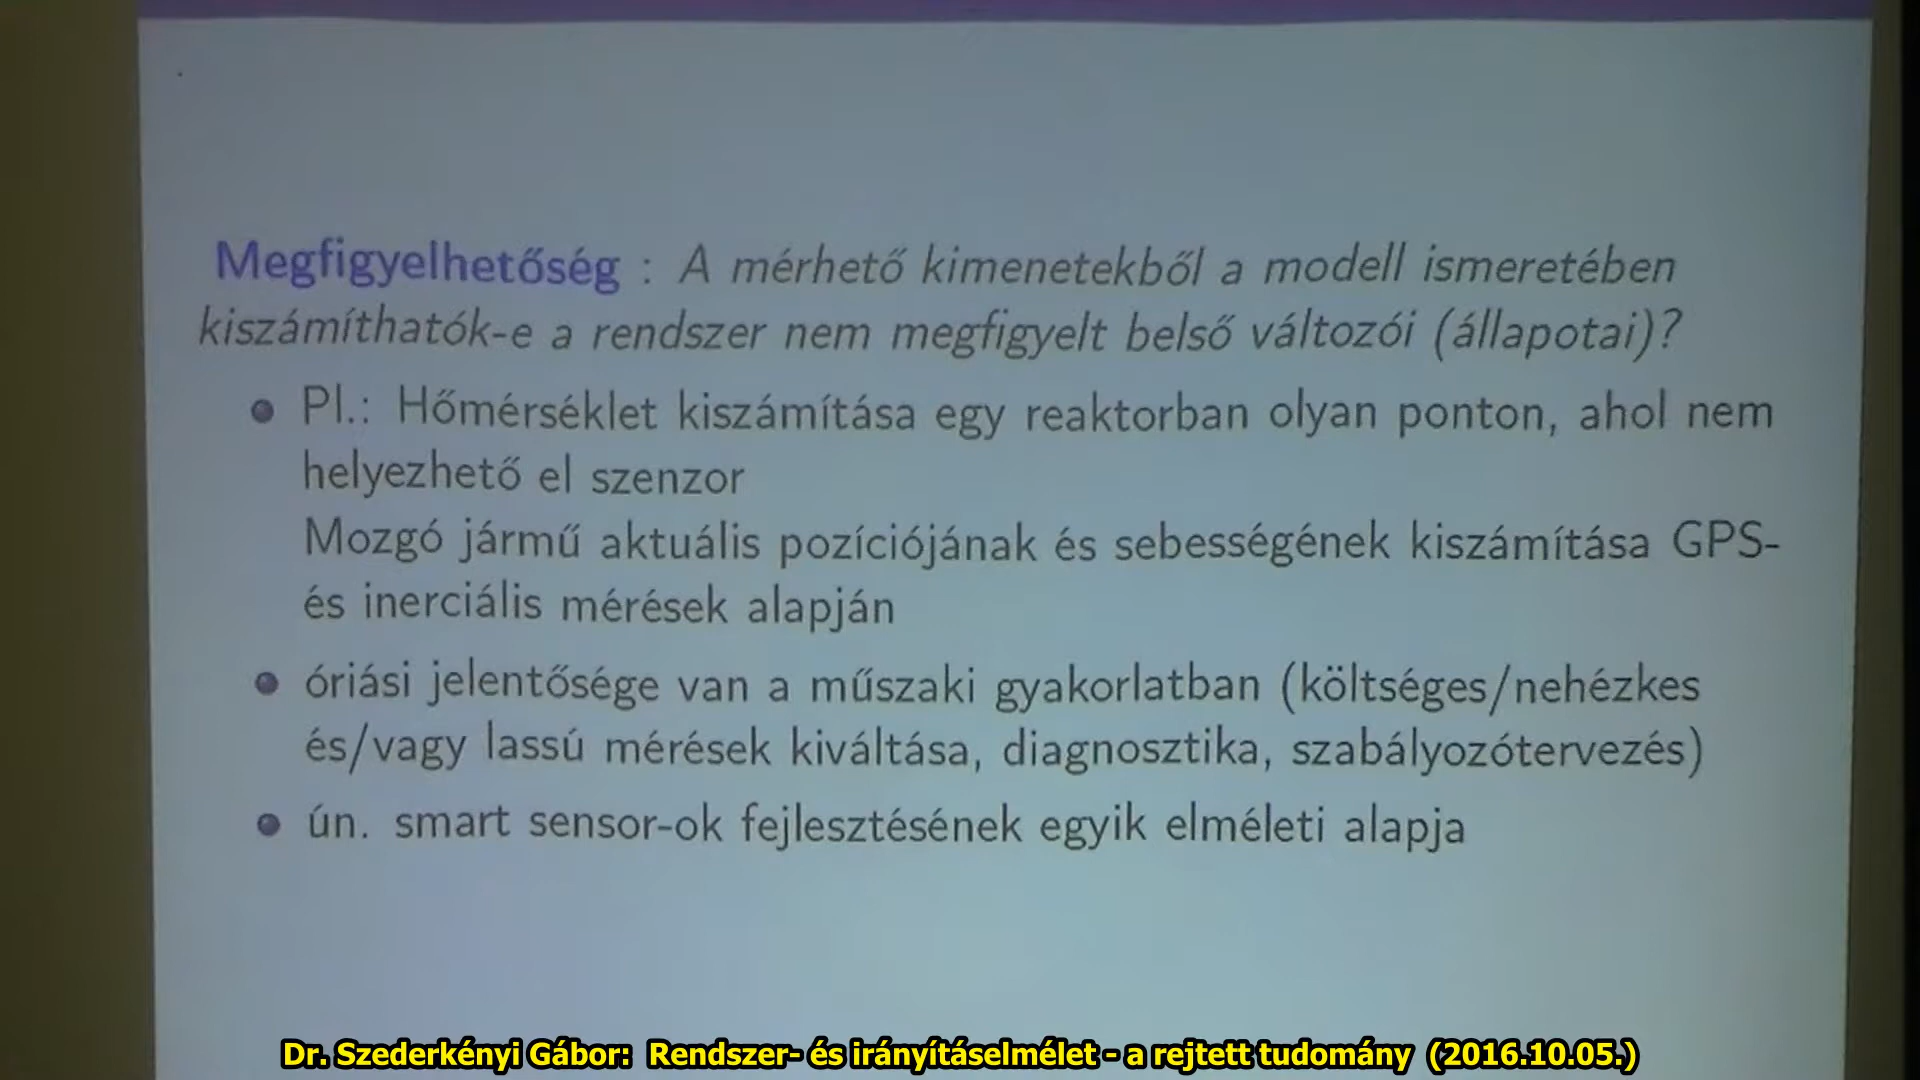 Megfigyelhetőség : A mérhető kimenetekből a modell ismeretében
kiszámíthatók-e a rendszer nem megfigyelt belső változói (állapotai)?
Pl.: Hőmérséklet kiszámítása egy reaktorban olyan ponton, ahol nem
helyezhető el szenzor
Mozgó jármű aktuális pozíciójának és sebességének kiszámítása GPS-
és inerciális mérések alapján
óriási jelentősége van a műszaki gyakorlatban (költséges/nehézkes
és/vagy lassú mérések kiváltása, diagnosztika, szabályozótervezés)
ún. smart sensor-ok fejlesztésének egyik elméleti alapja
Dr. Szederkényi Gábor: Rendszer- és irányításelmélet - a rejtett tudomány (2016.10.05.)